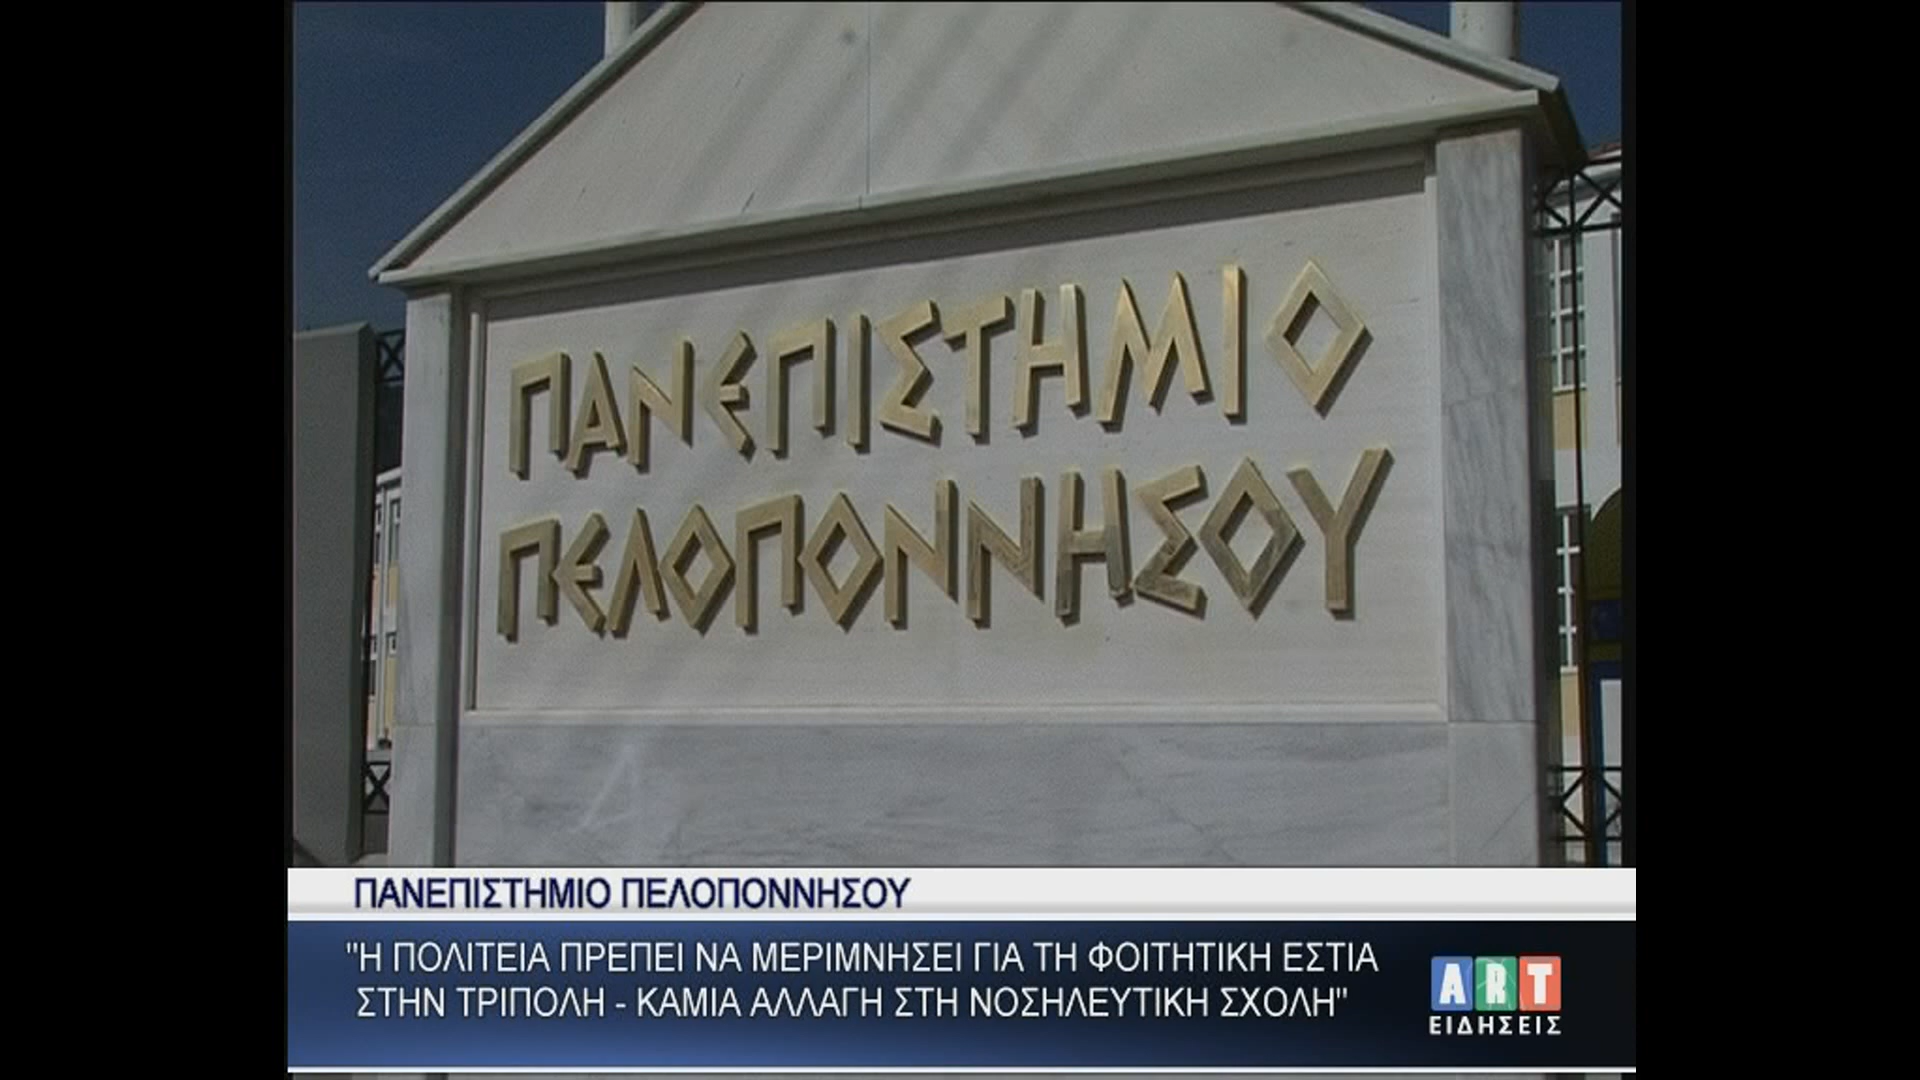 ΠΑΝΕΠΙΣΤΗΜΙΟ
ΠΕΛΟΠΟΝΝΗΣΟΥ
ΠΑΝΕΠΙΣΤΗΜΙΟ ΠΕΛΟΠΟΝΝΗΣΟΥ
"Η ΠΟΛΙΤΕΙΑ ΠΡΕΠΕΙ ΝΑ ΜΕΡΙΜΝΗΣΕΙ ΓΙΑ ΤΗ ΦΟΙΤΗΤΙΚΗ ΕΣΤΙΑ
ΣΤΗΝ ΤΡΙΠΟΛΗ - ΚΑΜΙΑ ΑΛΛΑΓΗ ΣΤΗ ΝΟΣΗΛΕΥΤΙΚΗ ΣΧΟΛΗ"
ART
ΕΙΔΗΣΕΙΣ